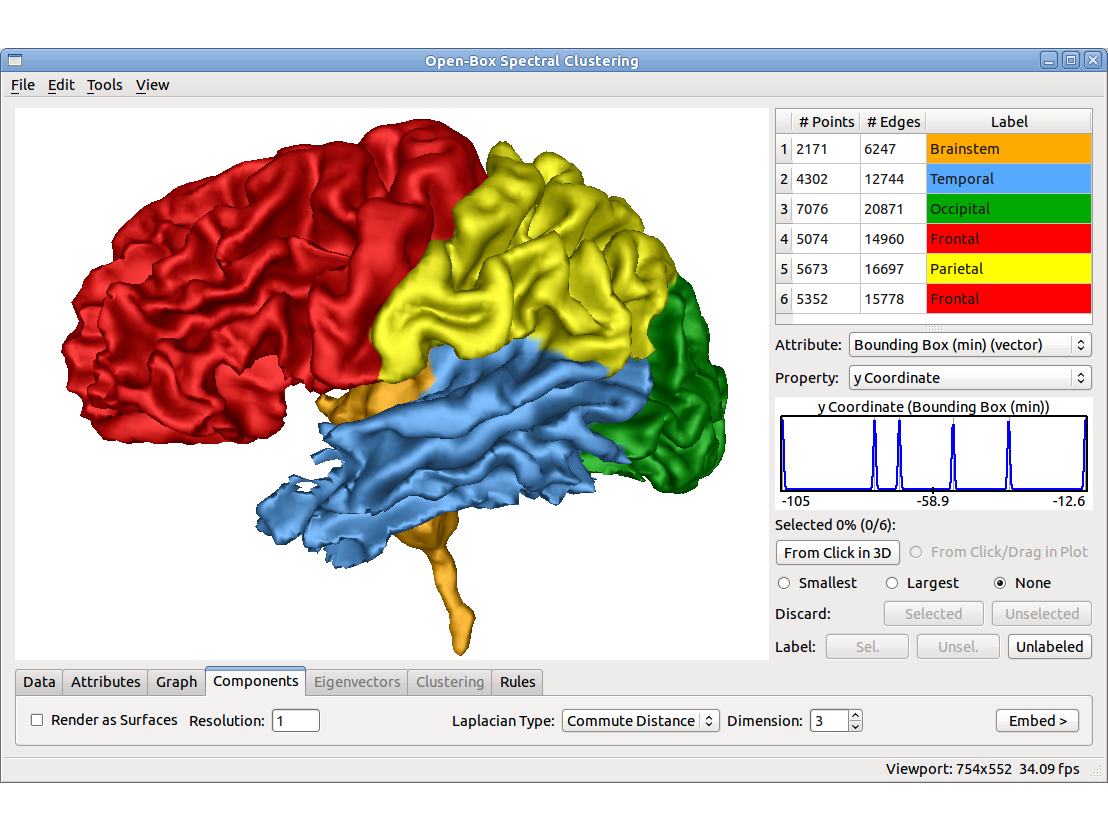 Open-Box Spectral Clustering
File Edit Tools View
# Points # Edges Label
1 2171 6247 Brainstem
2 4302 12744 Temporal
3 7076 20871 Occipital
4 5074 14960 Frontal
5 5673 16697 Parietal
6 5352 15778 Frontal
Attribute: Bounding Box (min) (vector)
Property: y Coordinate
y Coordinate (Bounding Box (min))
-105 -58.9 -12.6
Selected 0% (0/6):
From Click in 3D From Click/Drag in Plot
Smallest Largest None
Discard: Selected Unselected
Label: Sel. Unsel. Unlabeled
Data Attributes Graph Components Eigenvectors Clustering Rules
Render as Surfaces Resolution: 1 Laplacian Type: Commute Distance Dimension: 3 Embed >
Viewport: 754x552 34.09 fps